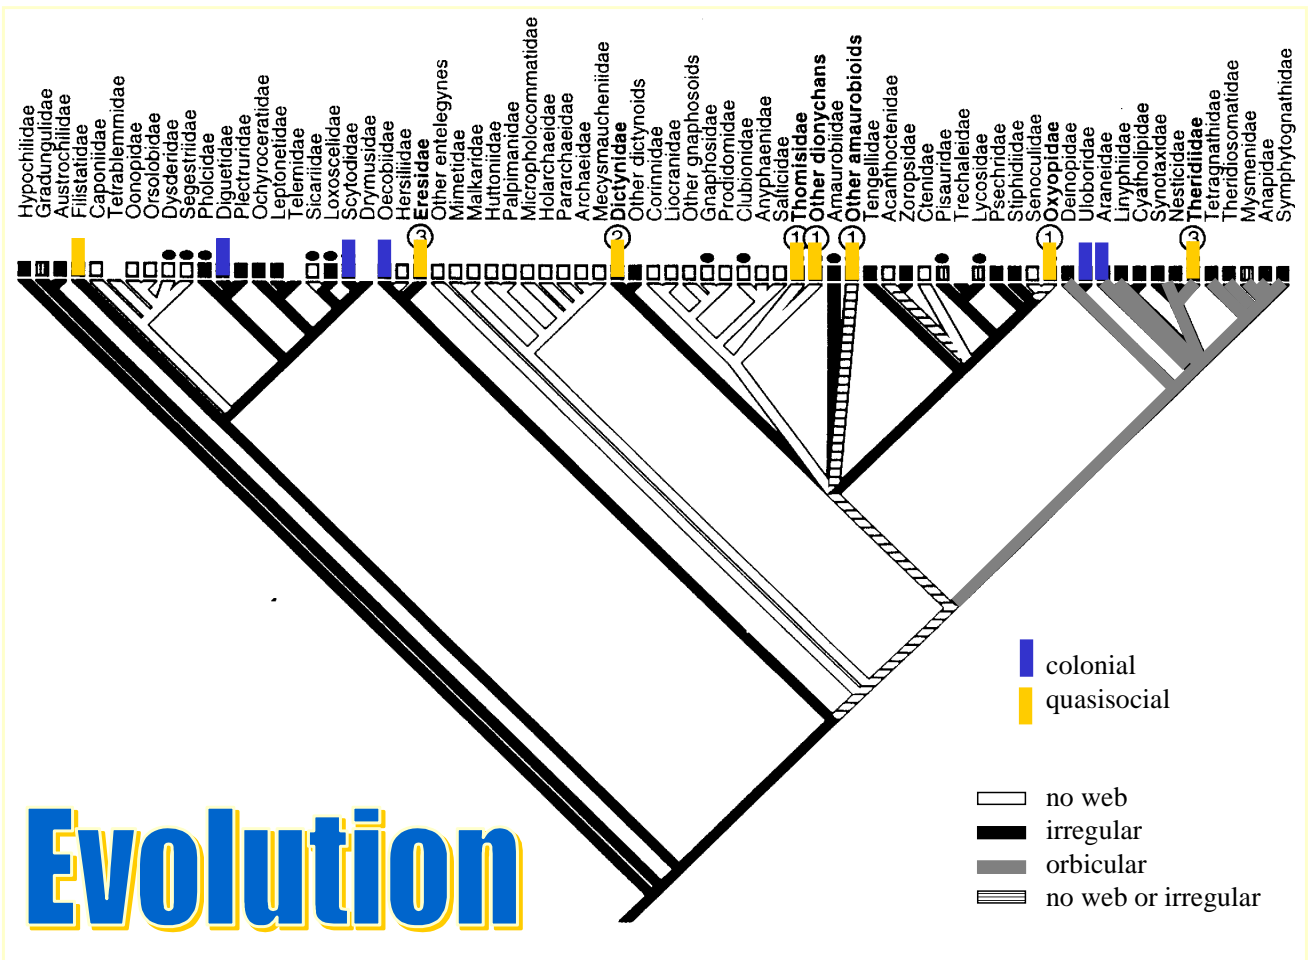 Hypochilidae
Gradungulidae
Austrochilidae
Filistatidae
Caponiidae
Tetrablemmidae
Oonopidae
Orsolobidae
Dysderidae
Segestriidae
Pholcidae
Diguetidae
Plectruridae
Ochyroceratidae
Leptonetidae
Telemidae
Sicariidae
Loxoscelidae
Scytodidae
Drymusidae
Oecobiidae
Hersiliidae
Eresidae
Other entelegynes
Mimetidae
Malkaridae
Huttoniidae
Palpimanidae
Micropholocommatidae
Holarchaeidae
Pararchaeidae
Archaeidae
Mecysmaucheniidae
Dictynidae
Other dictynoids
Corinnidae
Liocranidae
Other gnaphosoids
Gnaphosidae
Prodidomidae
Clubionidae
Anyphaenidae
Salticidae
Thomisidae
Other dionychans
Amaurobiidae
Other amaurobioids
Tengellidae
Acanthoctenidae
Zoropsidae
Ctenidae
Pisauridae
Trechaleidae
Lycosidae
Psechridae
Stiphidiidae
Senoculidae
Oxyopidae
Deinopidae
Uloboridae
Araneidae
Linyphiidae
Cyatholipidae
Synotaxidae
Nesticidae
Theridiidae
Tetragnathidae
Theridiosomatidae
Mysmenidae
Anapidae
Symphytognathidae
1
1
1
1
3
colonial
quasisocial
no web
irregular
orbicular
no web or irregular
Evolution